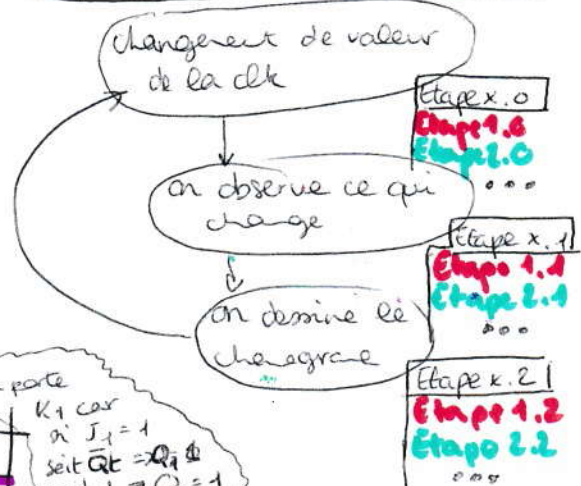 changement de valeur
de la clk
Etape x.0
Etape 1.0
Etape 2.0
...
on observe ce qui
change
Etape x.1
Etape 1.1
Etape 2.1
...
on dessine le
chronogramme
Etape x.2
Etape 1.2
Etape 2.2
...
porte
K1 car
si J1 = 1
soit